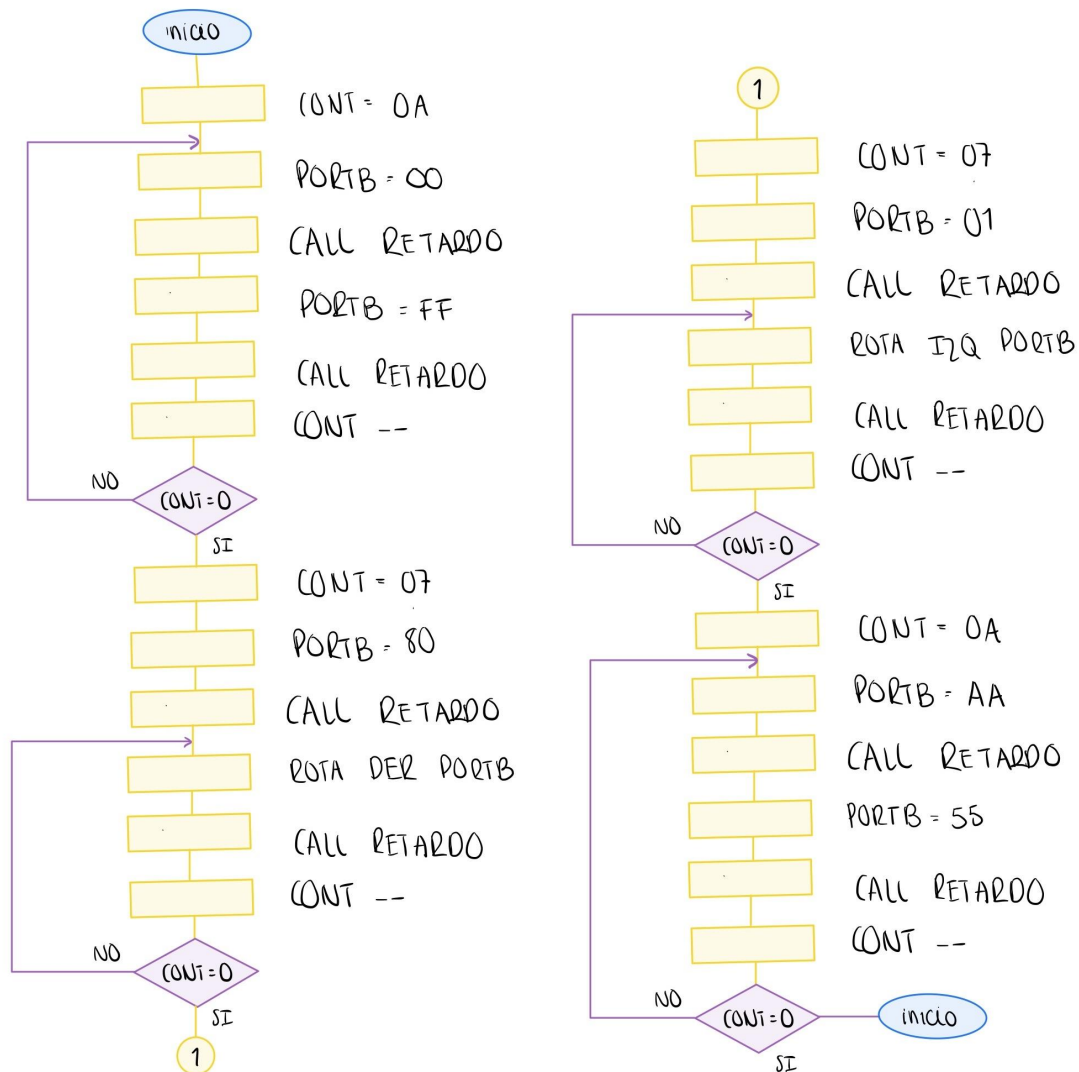 inicio
CONT = 0A
PORTB = 00
CALL RETARDO
PORTB = FF
CALL RETARDO
CONT --
CONT = 0
NO
SI
CONT = 07
PORTB = 80
CALL RETARDO
ROTA DER PORTB
CALL RETARDO
CONT --
CONT = 0
NO
SI
1
1
CONT = 07
PORTB = 01
CALL RETARDO
ROTA IZQ PORTB
CALL RETARDO
CONT --
CONT = 0
NO
SI
CONT = 0A
PORTB = AA
CALL RETARDO
PORTB = 55
CALL RETARDO
CONT --
NO
CONT = 0
inicio
SI